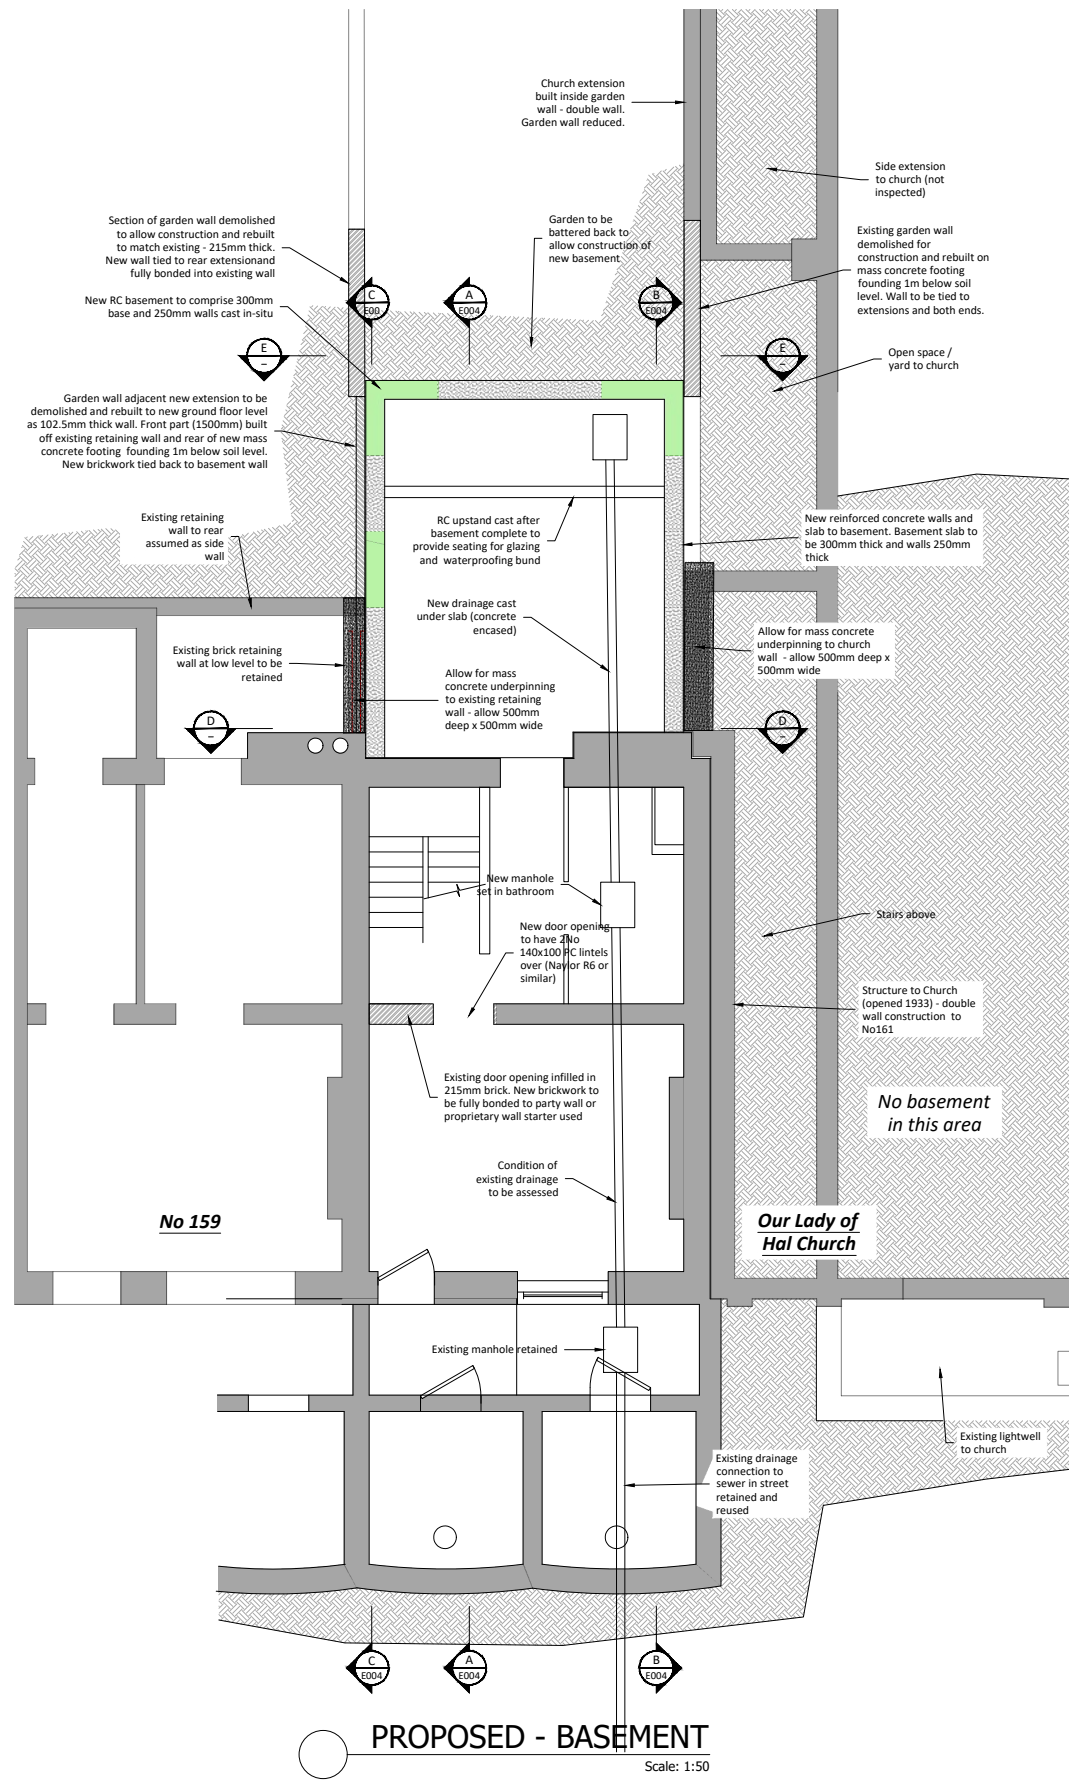 Church extension
built inside garden
wall - double wall.
Garden wall reduced.
Side extension
to church (not
inspected)
Section of garden wall demolished
to allow construction and rebuilt
to match existing - 215mm thick.
New wall tied to rear extensionand
fully bonded into existing wall
Garden to be
battered back to
allow construction of
new basement
Existing garden wall
demolished for
construction and rebuilt on
mass concrete footing
founding 1m below soil
level. Wall to be tied to
extensions and both ends.
New RC basement to comprise 300mm
base and 250mm walls cast in-situ
C
E00
A
E004
B
E004
E
–
E
–
Open space /
yard to church
Garden wall adjacent new extension to be
demolished and rebuilt to new ground floor level
as 102.5mm thick wall. Front part (1500mm) built
off existing retaining wall and rear of new mass
concrete footing founding 1m below soil level.
New brickwork tied back to basement wall
Existing retaining
wall to rear
assumed as side
wall
RC upstand cast after
basement complete to
provide seating for glazing
and waterproofing bund
New reinforced concrete walls and
slab to basement. Basement slab to
be 300mm thick and walls 250mm
thick
New drainage cast
under slab (concrete
encased)
Existing brick retaining
wall at low level to be
retained
Allow for mass concrete
underpinning to church
wall - allow 500mm deep x
500mm wide
Allow for mass
concrete underpinning
to existing retaining
wall - allow 500mm
deep x 500mm wide
D
–
D
–
New manhole
set in bathroom
New door opening
to have 2No
140x100 PC lintels
over (Naylor R6 or
similar)
Stairs above
Structure to Church
(opened 1933) - double
wall construction to
No161
Existing door opening infilled in
215mm brick. New brickwork to
be fully bonded to party wall or
proprietary wall starter used
No basement
in this area
Condition of
existing drainage
to be assessed
No 159
Our Lady of
Hal Church
Existing manhole retained
Existing lightwell
to church
Existing drainage
connection to
sewer in street
retained and
reused
C
E004
A
E004
B
E004
PROPOSED - BASEMENT
Scale: 1:50